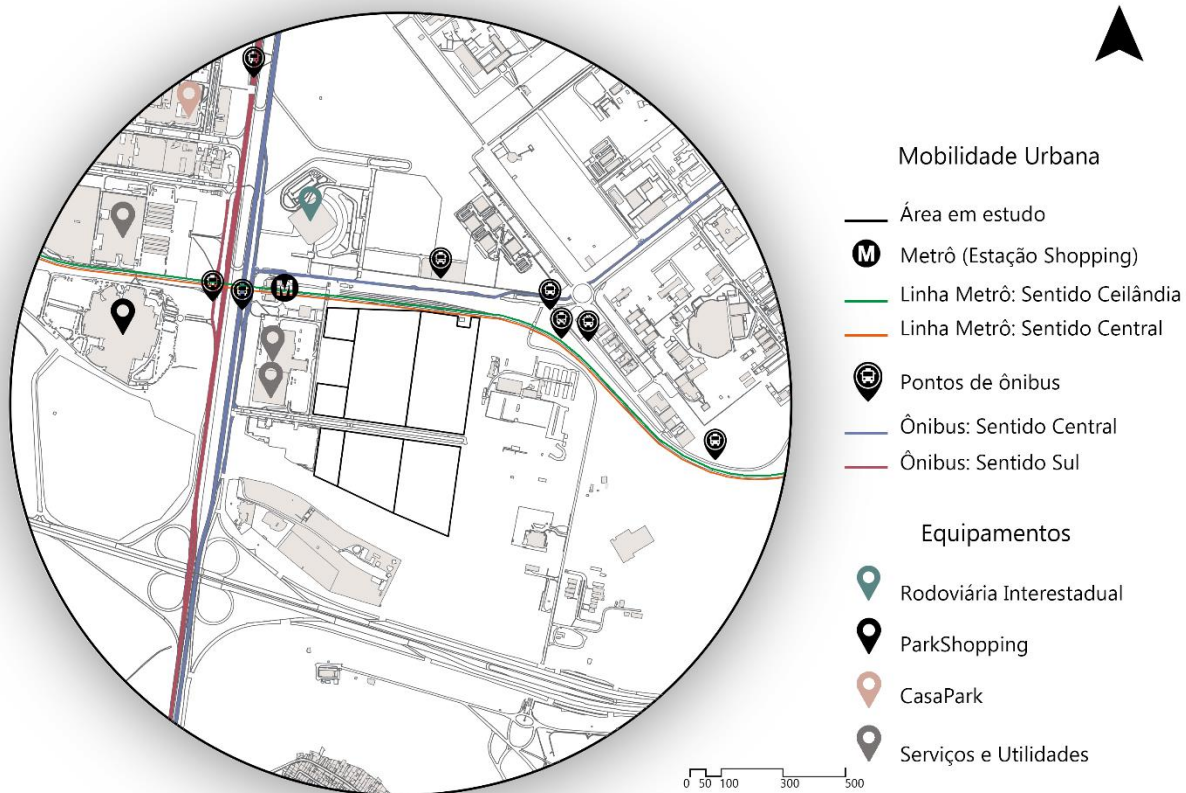 Mobilidade Urbana
Área em estudo
M
Metrô (Estação Shopping)
Linha Metrô: Sentido Ceilândia
Linha Metrô: Sentido Central
Pontos de ônibus
Ônibus: Sentido Central
Ônibus: Sentido Sul
Equipamentos
Rodoviária Interestadual
ParkShopping
CasaPark
Serviços e Utilidades
M
0 50 100 300 500